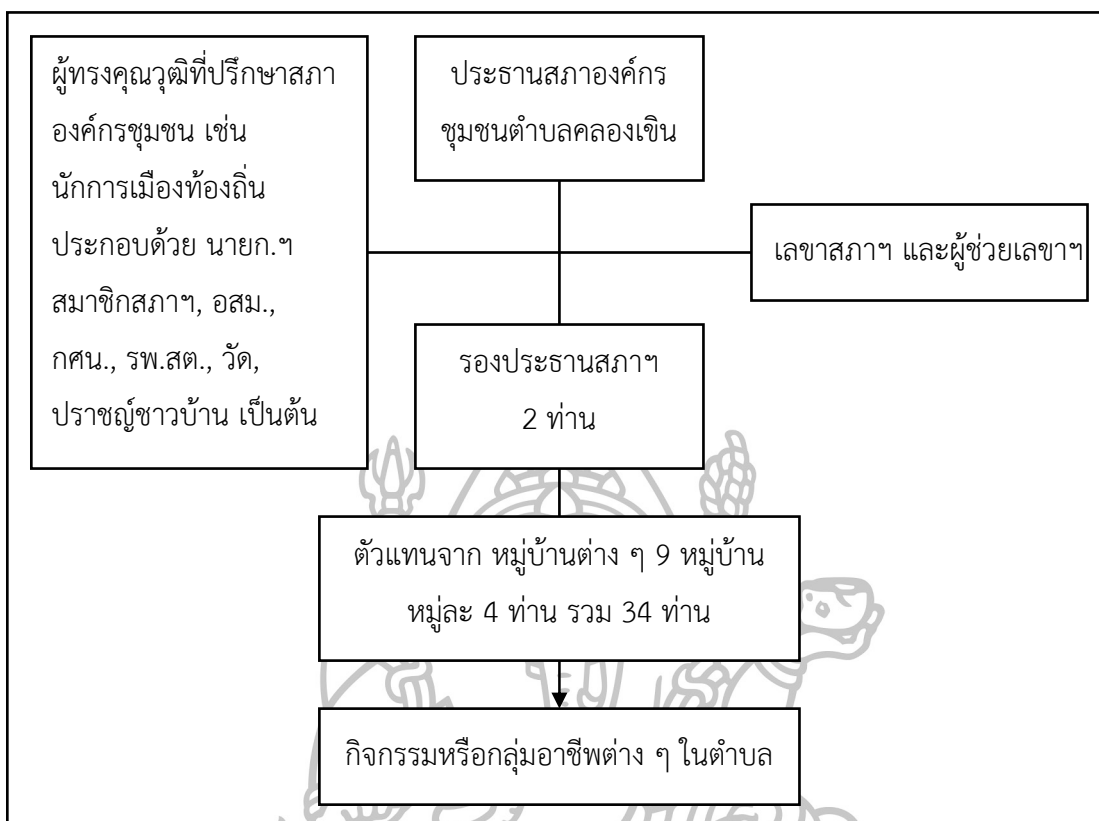 ผู้ทรงคุณวุฒิที่ปรึกษาสภา
องค์กรชุมชน เช่น
นักการเมืองท้องถิ่น
ประกอบด้วย นายก.ฯ
สมาชิกสภาฯ, อสม.,
กศน., รพ.สต., วัด,
ปราชญ์ชาวบ้าน เป็นต้น
ประธานสภาองค์กร
ชุมชนตำบลคลองเขิน
เลขาสภาฯ และผู้ช่วยเลขาฯ
รองประธานสภาฯ
2 ท่าน
ตัวแทนจาก หมู่บ้านต่าง ๆ 9 หมู่บ้าน
หมู่ละ 4 ท่าน รวม 34 ท่าน
กิจกรรมหรือกลุ่มอาชีพต่าง ๆ ในตำบล